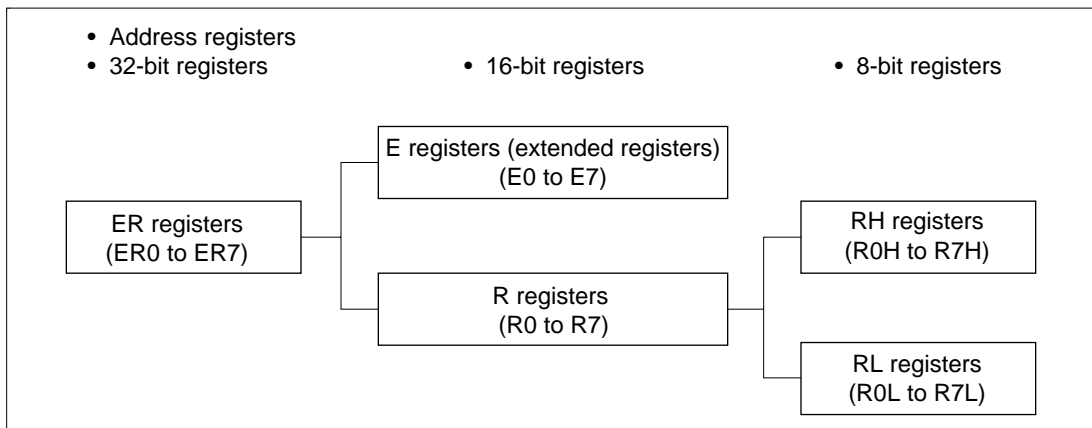 • Address registers
• 32-bit registers
• 16-bit registers
• 8-bit registers
E registers (extended registers)
(E0 to E7)
ER registers
(ER0 to ER7)
RH registers
(R0H to R7H)
R registers
(R0 to R7)
RL registers
(R0L to R7L)